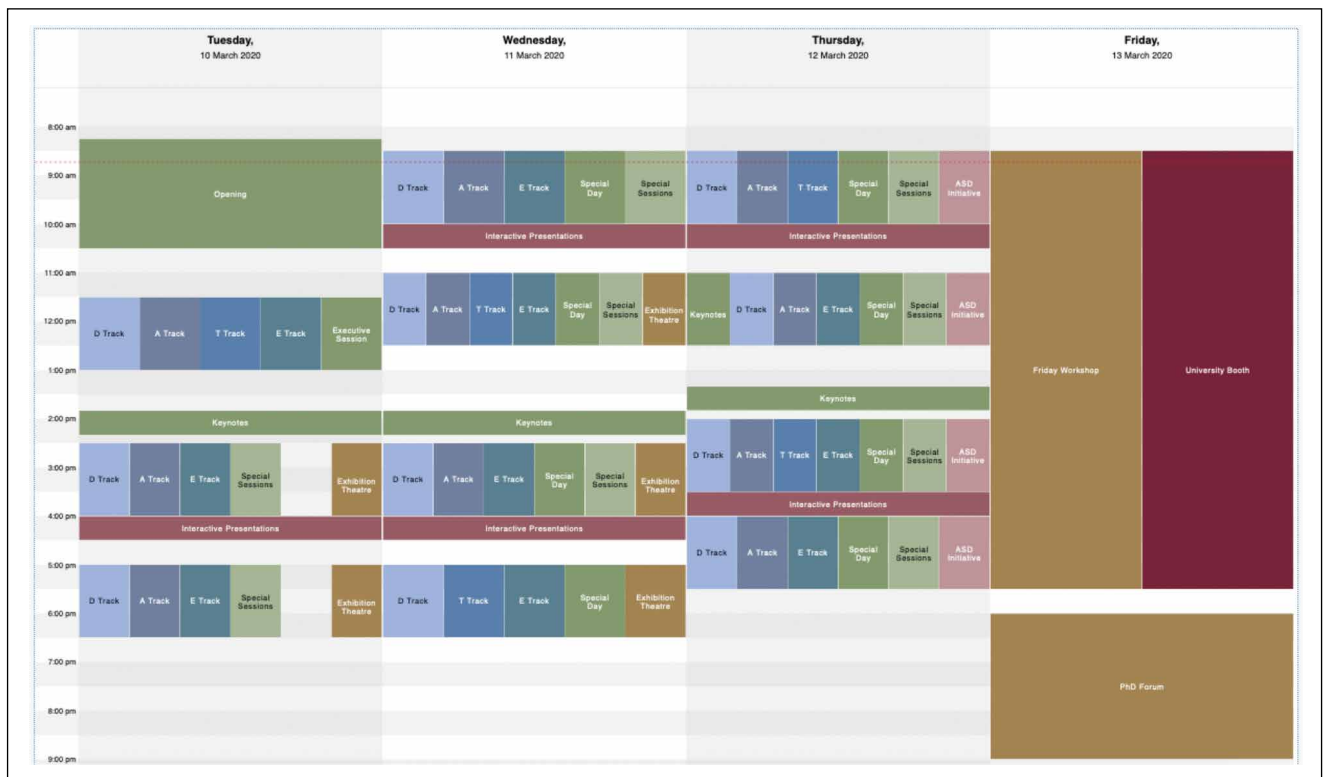 Tuesday,
10 March 2020
Wednesday,
11 March 2020
Thursday,
12 March 2020
Friday,
13 March 2020
8:00 am
9:00 am
10:00 am
11:00 am
12:00 pm
1:00 pm
2:00 pm
3:00 pm
4:00 pm
5:00 pm
6:00 pm
7:00 pm
8:00 pm
9:00 pm
Opening
D Track
A Track
T Track
E Track
Executive
Session
Keynotes
D Track
A Track
E Track
Special
Sessions
Exhibition
Theatre
Interactive Presentations
D Track
A Track
E Track
Special
Sessions
Exhibition
Theatre
D Track
A Track
E Track
Special
Day
Special
Sessions
Interactive Presentations
D Track
A Track
T Track
E Track
Special
Day
Special
Sessions
Exhibition
Theatre
Keynotes
D Track
A Track
E Track
Special
Day
Special
Sessions
Exhibition
Theatre
Interactive Presentations
D Track
T Track
E Track
Special
Day
Exhibition
Theatre
D Track
A Track
T Track
Special
Day
Special
Sessions
ASD
Initiative
Interactive Presentations
Keynotes
D Track
A Track
E Track
Special
Day
Special
Sessions
ASD
Initiative
Keynotes
D Track
A Track
T Track
E Track
Special
Day
Special
Sessions
ASD
Initiative
Interactive Presentations
D Track
A Track
E Track
Special
Day
Special
Sessions
ASD
Initiative
Friday Workshop
University Booth
PhD Forum